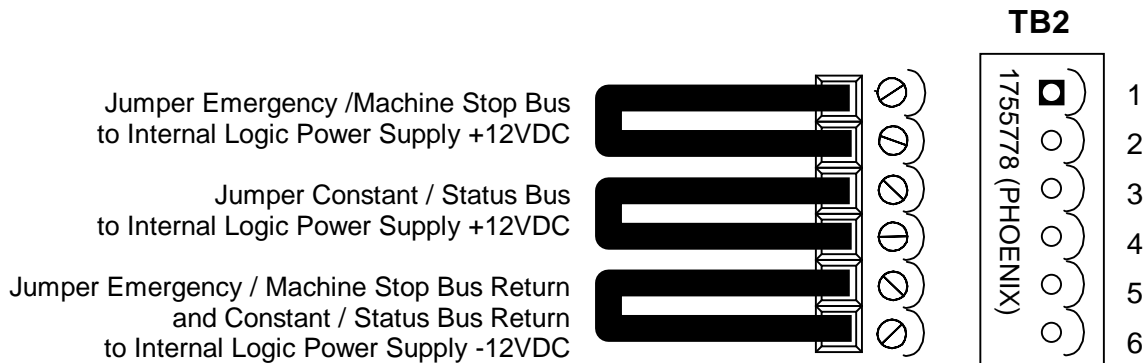 TB2
Jumper Emergency /Machine Stop Bus
to Internal Logic Power Supply +12VDC
Jumper Constant / Status Bus
to Internal Logic Power Supply +12VDC
Jumper Emergency / Machine Stop Bus Return
and Constant / Status Bus Return
to Internal Logic Power Supply -12VDC
1755778 (PHOENIX)
1
2
3
4
5
6